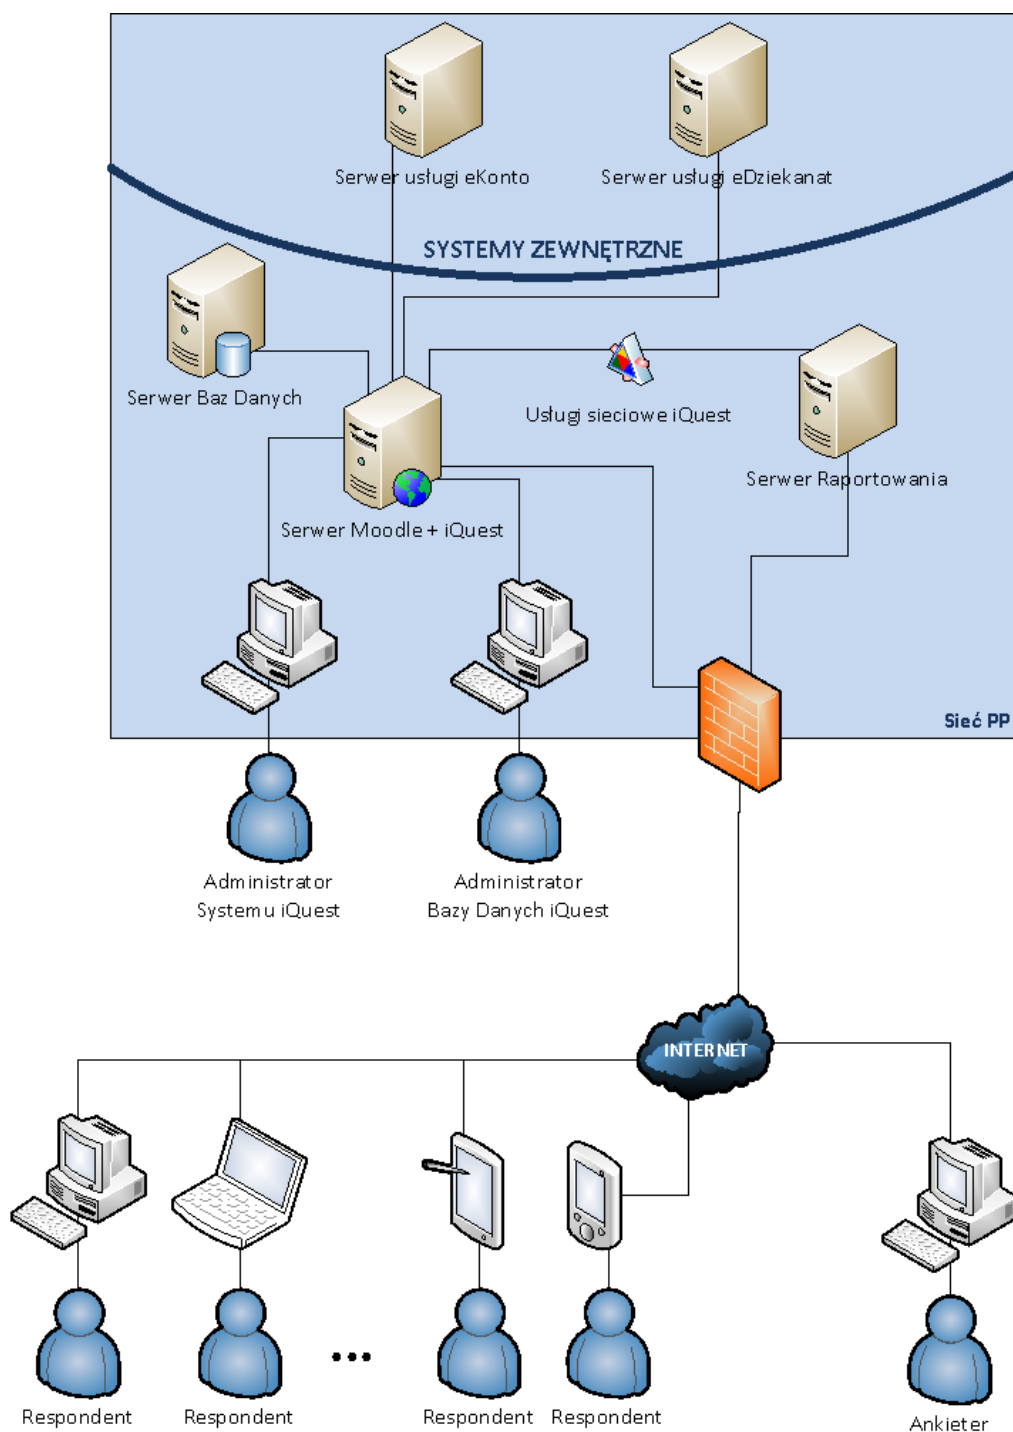 Serwer usługi eKonto
Serwer usługi eDziekanat
SYSTEMY ZEWNĘTRZNE
Serwer Baz Danych
Usługi sieciowe iQuest
Serwer Raportowania
Serwer Moodle + iQuest
Sieć PP
Administrator
Systemu iQuest
Administrator
Bazy Danych iQuest
INTERNET
Respondent
Respondent
...
Respondent
Respondent
Ankieter